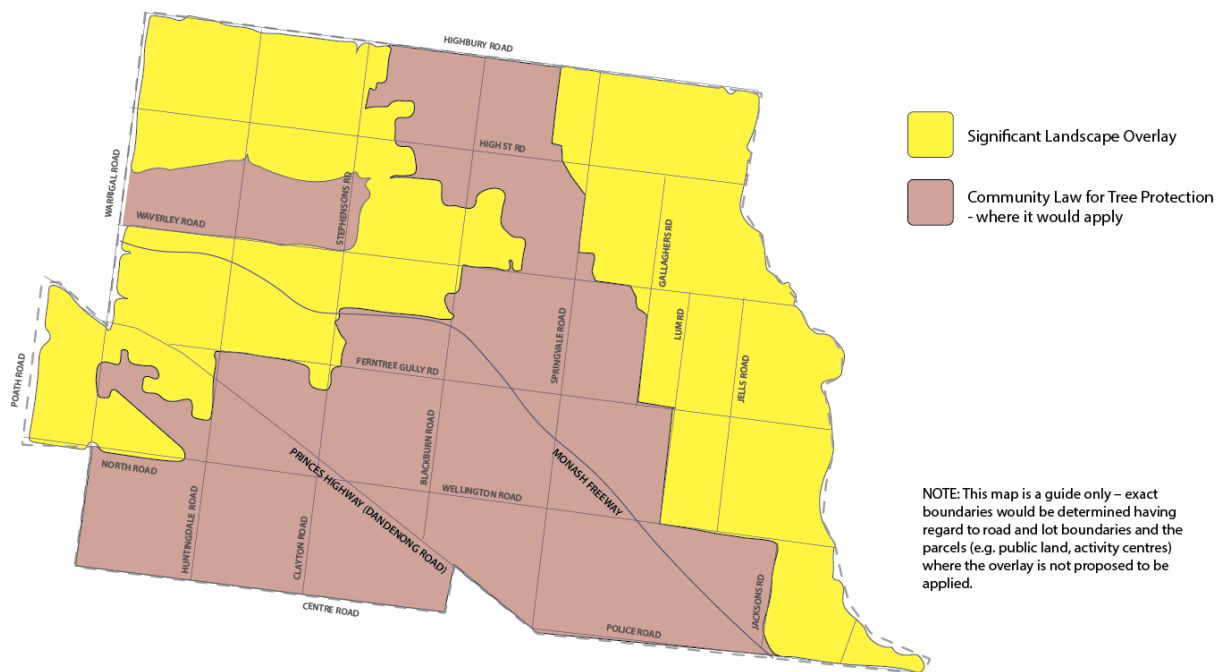 HIGHBURY ROAD
HIGH ST RD
WARRIGAL ROAD
STEPHENSONS RD
WAVERLEY ROAD
GALLAGHERS RD
LUM RD
SPRINGVALE ROAD
JELLS ROAD
POATH ROAD
FERNTREE GULLY RD
BLACKBURN ROAD
MONASH FREEWAY
NORTH ROAD
PRINCES HIGHWAY (DANDENONG ROAD)
WELLINGTON ROAD
HUNTINGDALE ROAD
CLAYTON ROAD
CENTRE ROAD
POLICE ROAD
JACKSONS RD
Significant Landscape Overlay
Community Law for Tree Protection
- where it would apply
NOTE: This map is a guide only – exact
boundaries would be determined having
regard to road and lot boundaries and the
parcels (e.g. public land, activity centres)
where the overlay is not proposed to be
applied.